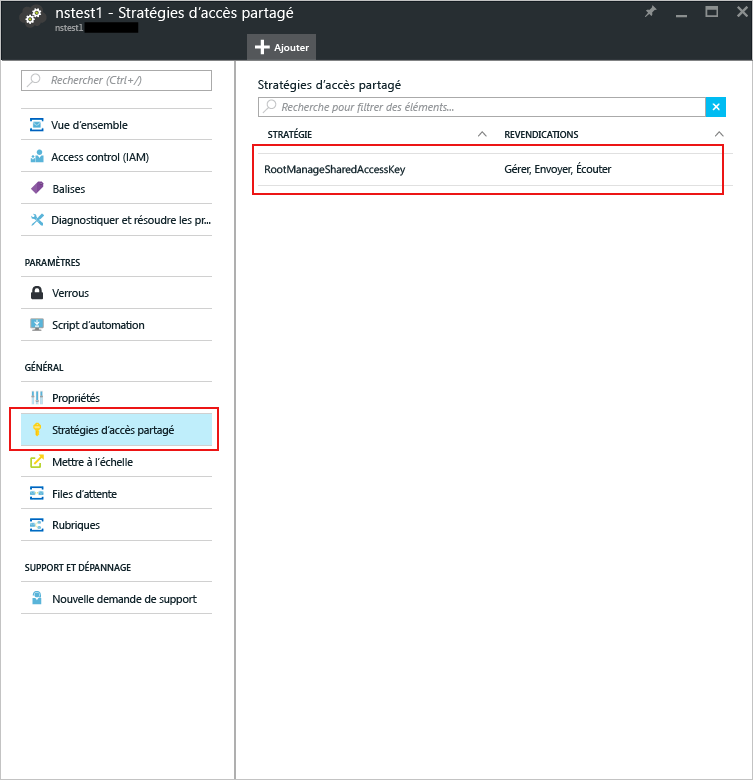 nstest1 - Stratégies d'accès partagé
nstest1
Ajouter
Rechercher (Ctrl+/)
Vue d'ensemble
Access control (IAM)
Balises
Diagnostiquer et résoudre les pr...
PARAMÈTRES
Verrous
Script d'automation
GÉNÉRAL
Propriétés
Stratégies d'accès partagé
Mettre à l'échelle
Files d'attente
Rubriques
SUPPORT ET DÉPANNAGE
Nouvelle demande de support
Stratégies d'accès partagé
Recherche pour filtrer des éléments...
STRATÉGIE REVENDICATIONS
RootManageSharedAccessKey Gérer, Envoyer, Écouter